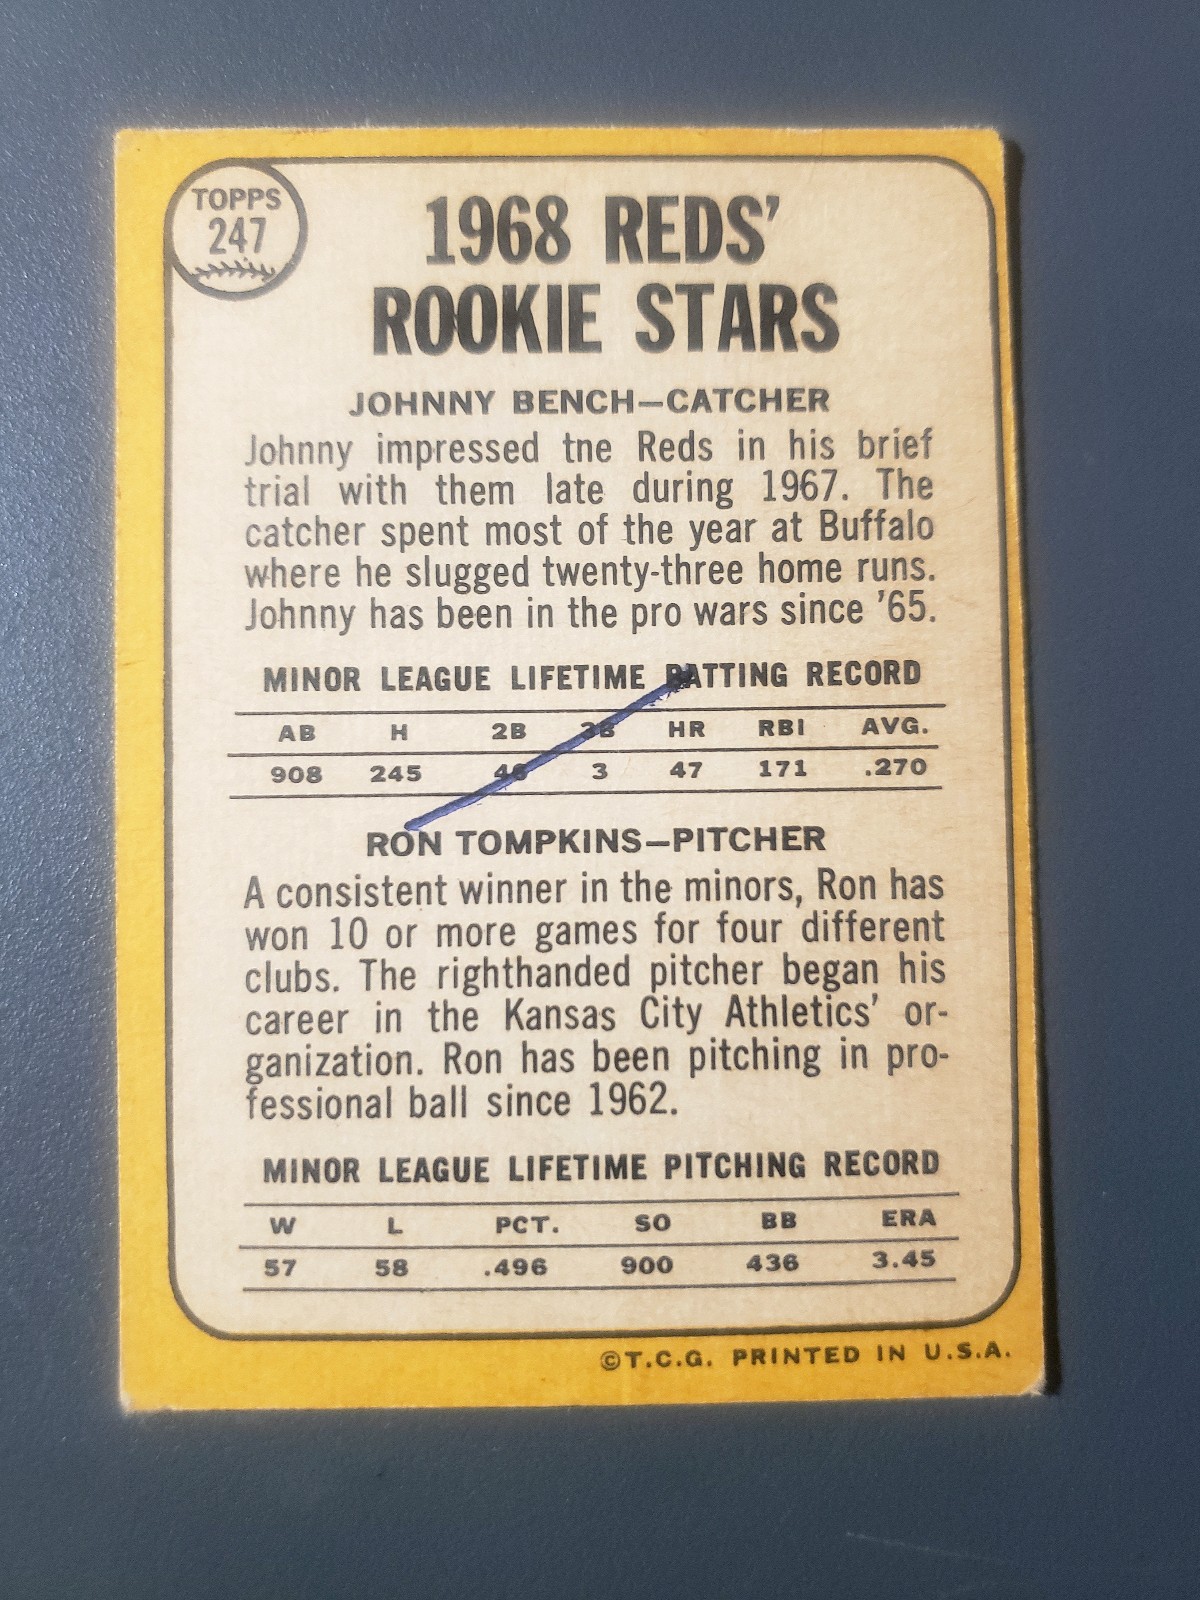 TOPPS
247
1968 REDS'
ROOKIE STARS
JOHNNY BENCH—CATCHER
Johnny impressed tne Reds in his brief
trial with them late during 1967. The
catcher spent most of the year at Buffalo
where he slugged twenty-three home runs.
Johnny has been in the pro wars since '65.
MINOR LEAGUE LIFETIME BATTING RECORD
AB H 2B 3B HR RBI AVG.
908 245 3 47 171 .270
RON TOMPKINS—PITCHER
A consistent winner in the minors, Ron has
won 10 or more games for four different
clubs. The righthanded pitcher began his
career in the Kansas City Athletics' or-
ganization. Ron has been pitching in pro-
fessional ball since 1962.
MINOR LEAGUE LIFETIME PITCHING RECORD
W L PCT. SO BB ERA
57 58 .496 900 436 3.45
©T.C.G. PRINTED IN U.S.A.